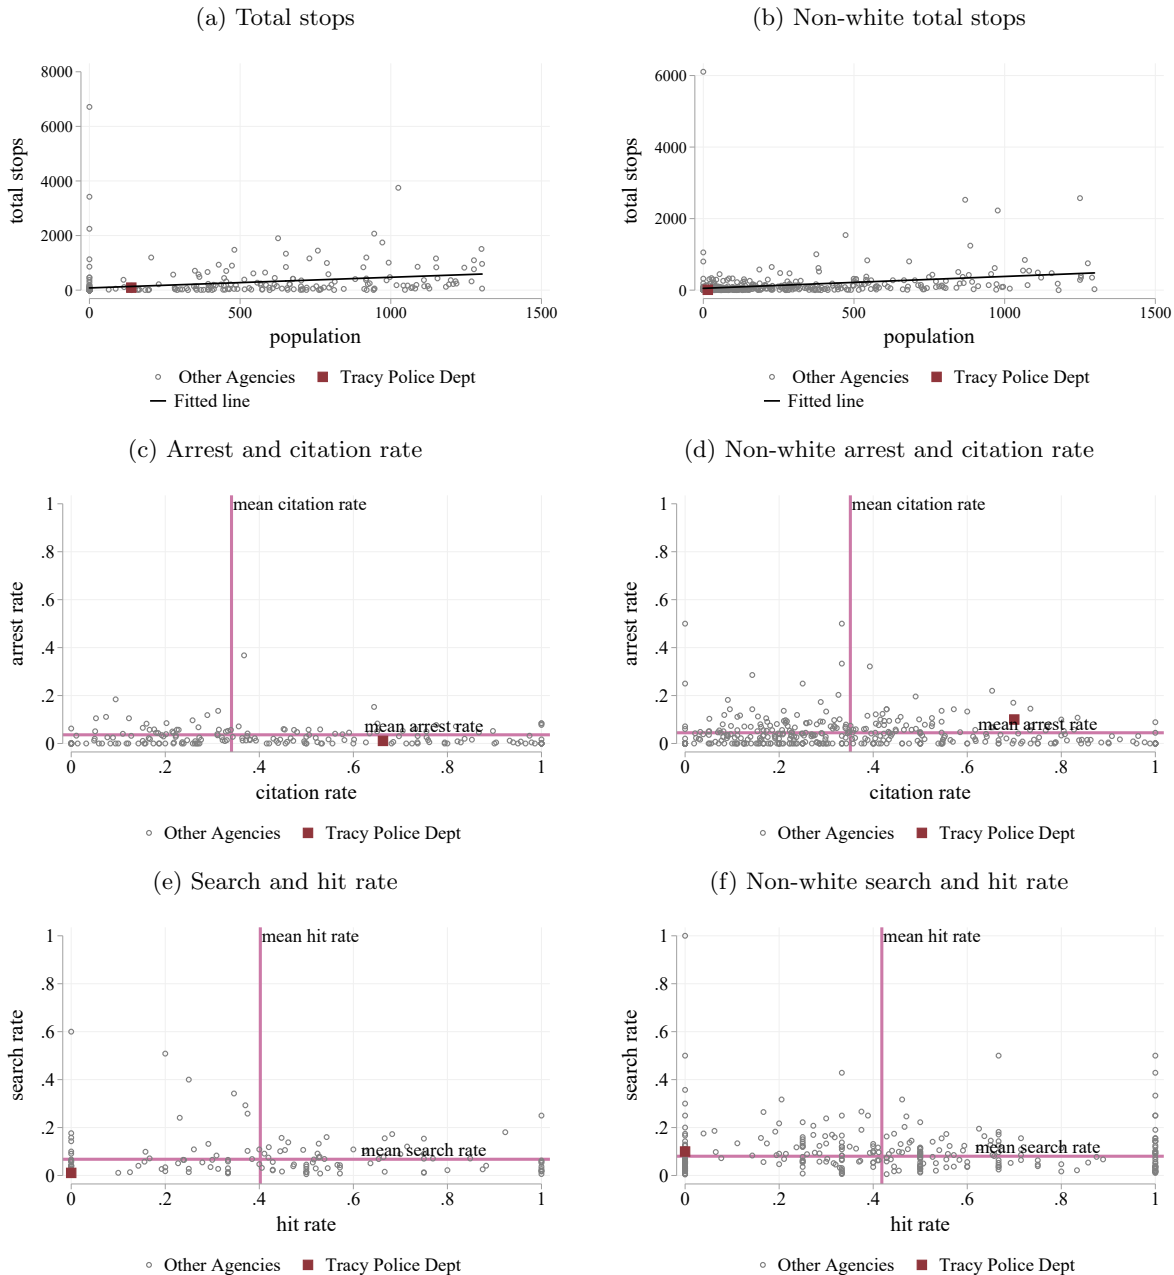 (a) Total stops
8000
6000
4000
2000
0
total stops
0 500 1000 1500
population
Other Agencies Tracy Police Dept
Fitted line
(b) Non-white total stops
6000
4000
2000
0
total stops
0 500 1000 1500
population
Other Agencies Tracy Police Dept
Fitted line
(c) Arrest and citation rate
1
.8
.6
.4
.2
0
arrest rate
mean citation rate
mean arrest rate
0 .2 .4 .6 .8 1
citation rate
Other Agencies Tracy Police Dept
(d) Non-white arrest and citation rate
1
.8
.6
.4
.2
0
arrest rate
mean citation rate
mean arrest rate
0 .2 .4 .6 .8 1
citation rate
Other Agencies Tracy Police Dept
(e) Search and hit rate
1
.8
.6
.4
.2
0
search rate
mean hit rate
mean search rate
0 .2 .4 .6 .8 1
hit rate
Other Agencies Tracy Police Dept
(f) Non-white search and hit rate
1
.8
.6
.4
.2
0
search rate
mean hit rate
mean search rate
0 .2 .4 .6 .8 1
hit rate
Other Agencies Tracy Police Dept